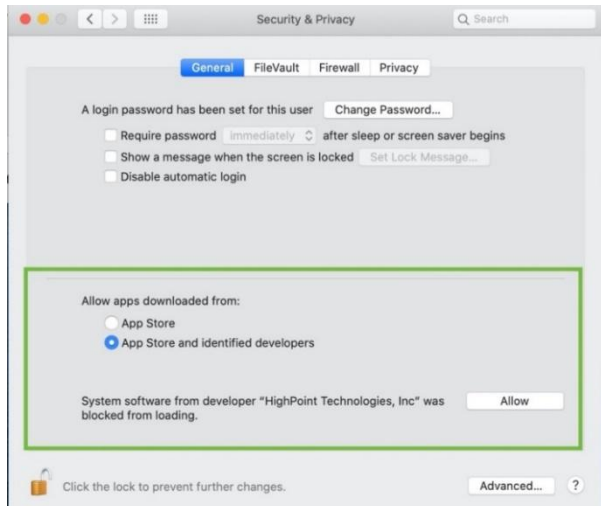 Security & Privacy
Search
General FileVault Firewall Privacy
A login password has been set for this user Change Password...
Require password immediately after sleep or screen saver begins
Show a message when the screen is locked Set Lock Message...
Disable automatic login
Allow apps downloaded from:
App Store
App Store and identified developers
System software from developer "HighPoint Technologies, Inc" was Allow
blocked from loading.
Click the lock to prevent further changes. Advanced... ?